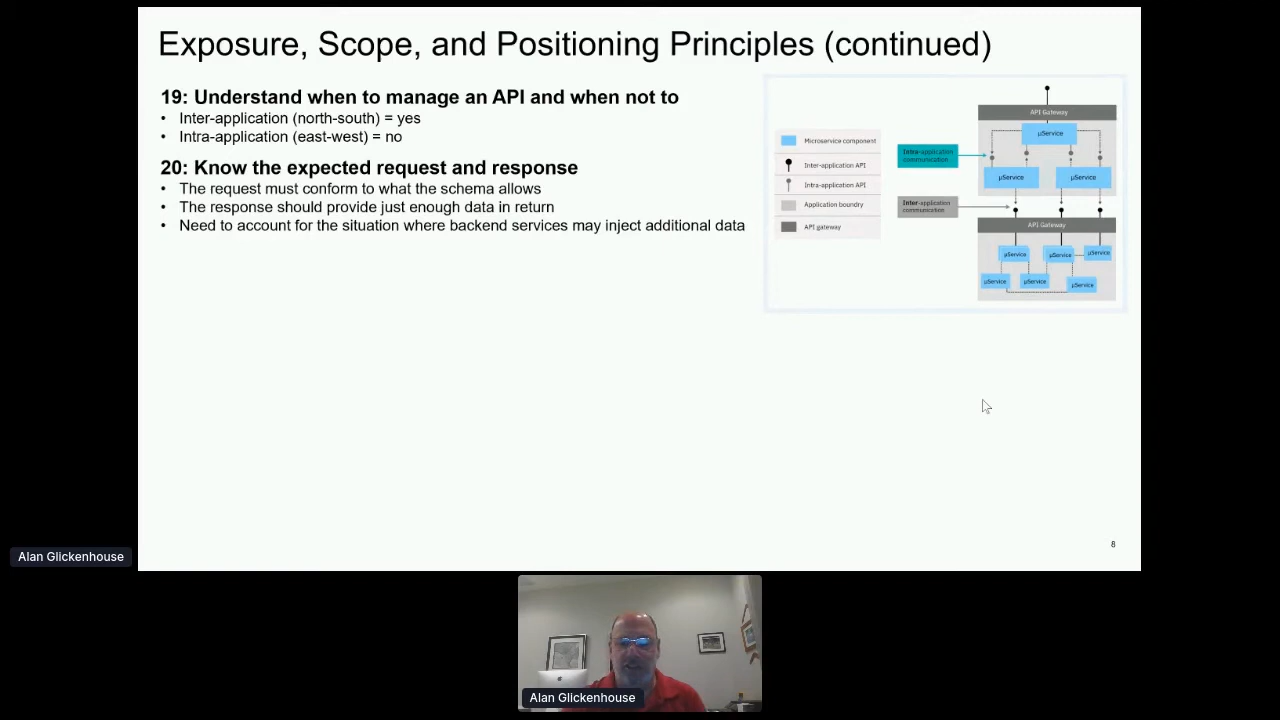 Exposure, Scope, and Positioning Principles (continued)
19: Understand when to manage an API and when not to
• Inter-application (north-south) = yes
• Intra-application (east-west) = no
20: Know the expected request and response
• The request must conform to what the schema allows
• The response should provide just enough data in return
• Need to account for the situation where backend services may inject additional data
Microservice component
Inter-application API
Intra-application API
Application boundry
API gateway
Intra-application
communication
Inter-application
communication
API Gateway
µService
µService
µService
API Gateway
µService
µService
µService
µService
µService
µService
8
Alan Glickenhouse
Alan Glickenhouse